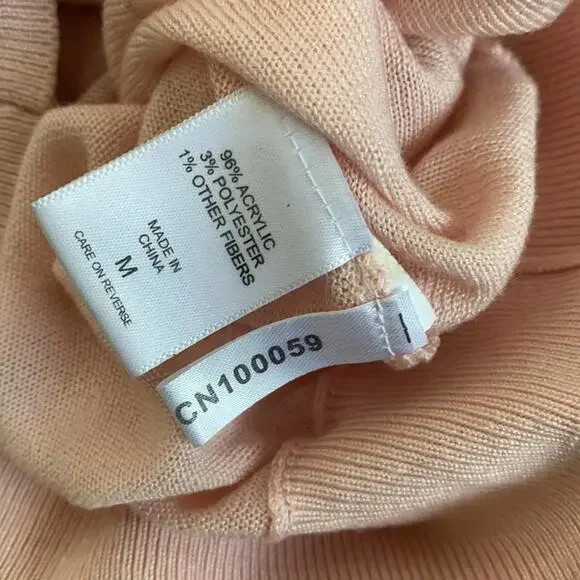 96% ACRYLIC
3% POLYESTER
1% OTHER FIBERS
MADE IN
CHINA
M
CARE ON REVERSE
CN100059